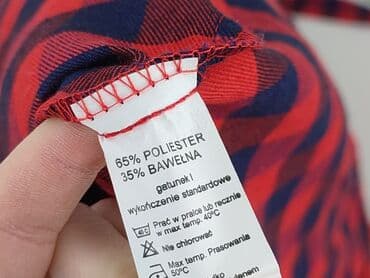 65% POLIESTER
35% BAWEŁNA
gatunek I
wykończenie standardowe
Prać w pralce lub ręcznie
w max temp. 40°C
Nie chlorować
Max temp. Prasowania
50°C